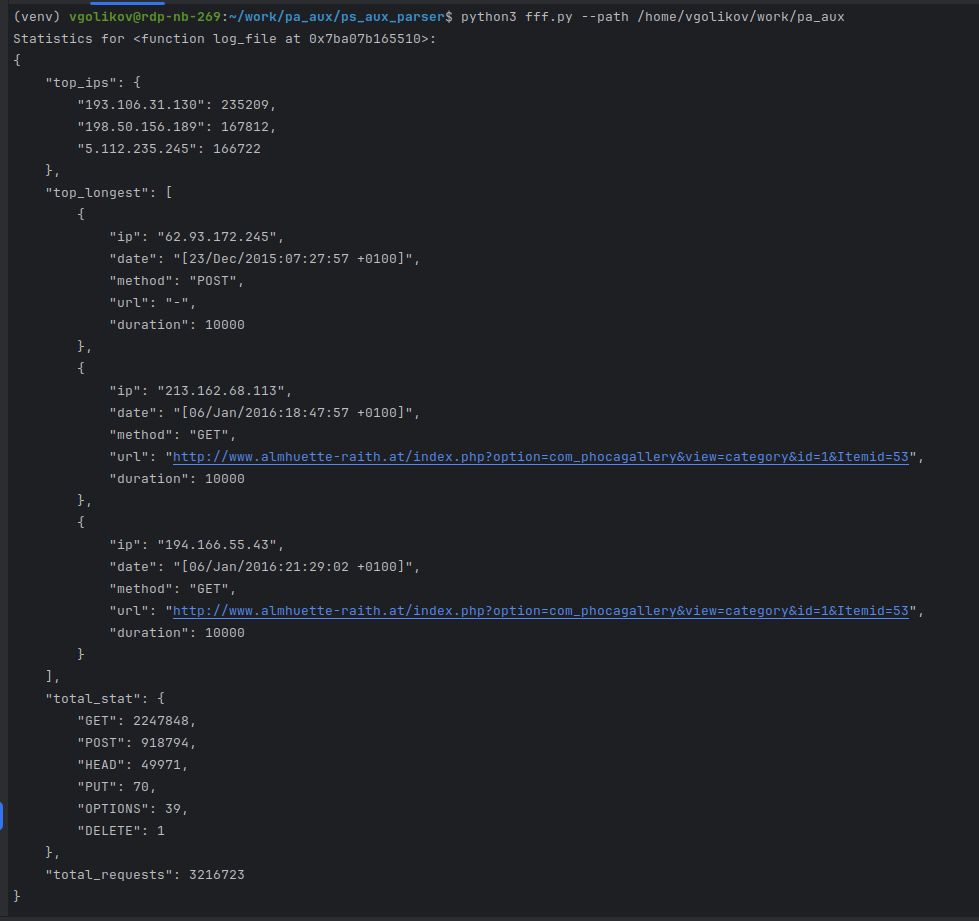 (venv) vgolikov@rdp-nb-269:~/work/pa_aux/ps_aux_parser$ python3 fff.py --path /home/vgolikov/work/pa_aux
Statistics for <function log_file at 0x7ba07b165510>:
{
    "top_ips": {
        "193.106.31.130": 235209,
        "198.50.156.189": 167812,
        "5.112.235.245": 166722
    },
    "top_longest": [
        {
            "ip": "62.93.172.245",
            "date": "[23/Dec/2015:07:27:57 +0100]",
            "method": "POST",
            "url": "-",
            "duration": 10000
        },
        {
            "ip": "213.162.68.113",
            "date": "[06/Jan/2016:18:47:57 +0100]",
            "method": "GET",
            "url": "http://www.almhuette-raith.at/index.php?option=com_phocagallery&view=category&id=1&Itemid=53",
            "duration": 10000
        },
        {
            "ip": "194.166.55.43",
            "date": "[06/Jan/2016:21:29:02 +0100]",
            "method": "GET",
            "url": "http://www.almhuette-raith.at/index.php?option=com_phocagallery&view=category&id=1&Itemid=53",
            "duration": 10000
        }
    ],
    "total_stat": {
        "GET": 2247848,
        "POST": 918794,
        "HEAD": 49971,
        "PUT": 70,
        "OPTIONS": 39,
        "DELETE": 1
    },
    "total_requests": 3216723
}